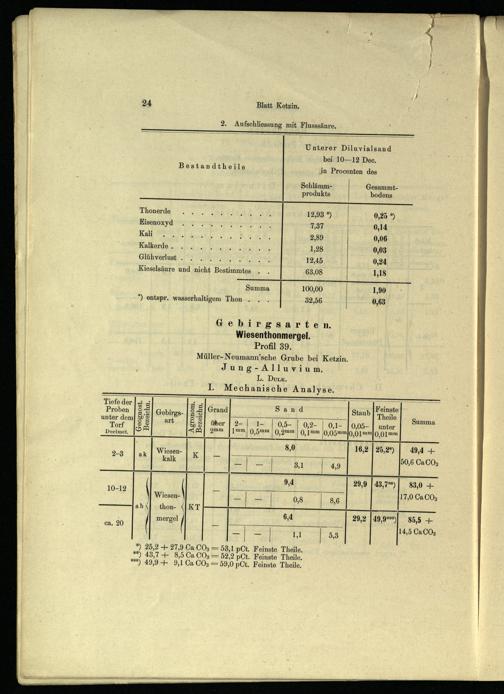 24
Blatt Ketzin.
2. Aufschliessung mit Flusssäure.
Bestandtheile
Unterer Diluvialsand
bei 10—12 Dec.
in Procenten des
Schlämm-
produkts
Gesammt-
bodens
Thonerde . . . . . . . . . . 12,93 *) 0,25 *)
Eisenoxyd . . . . . . . . . 7,37 0,14
Kali . . . . . . . . . . . 2,89 0,06
Kalkerde . . . . . . . . . . 1,28 0,03
Glühverlust . . . . . . . . . 12,45 0,24
Kieselsäure und nicht Bestimmtes . . 63,08 1,18
Summa 100,00 1,90
*) entspr. wasserhaltigem Thon . . . 32,56 0,63
Gebirgsarten.
Wiesenthonmergel.
Profil 39.
Müller-Neumann'sche Grube bei Ketzin.
Jung-Alluvium.
L. Dulk.
I. Mechanische Analyse.
Tiefe der
Proben
unter dem
Torf
Decimet.
Geognost.
Bezeichn.
Gebirgs-
art
Agronom.
Bezeichn.
Grand
über
2mm
Sand
2-
1mm
1-
0,5mm
0,5-
0,2mm
0,2-
0,1mm
0,1-
0,05mm
Staub
0,05-
0,01mm
Feinste
Theile
unter
0,01mm
Summa
2-3 ak Wiesen-
kalk K — 8,0 16,2 25,2*) 49,4 +
50,6 CaCO3
— — 3,1 4,9
10-12 — 9,4 29,9 43,7**) 83,0 +
17,0 CaCO3
— — 0,8 8,6
ah Wiesen-
thon-
mergel KT
ca. 20 — 6,4 29,2 49,9***) 85,5 +
14,5 CaCO3
— — 1,1 5,3
*) 25,2 + 27,9 Ca CO3 = 53,1 pCt. Feinste Theile.
**) 43,7 + 8,5 Ca CO3 = 52,2 pCt. Feinste Theile.
***) 49,9 + 9,1 Ca CO3 = 59,0 pCt. Feinste Theile.